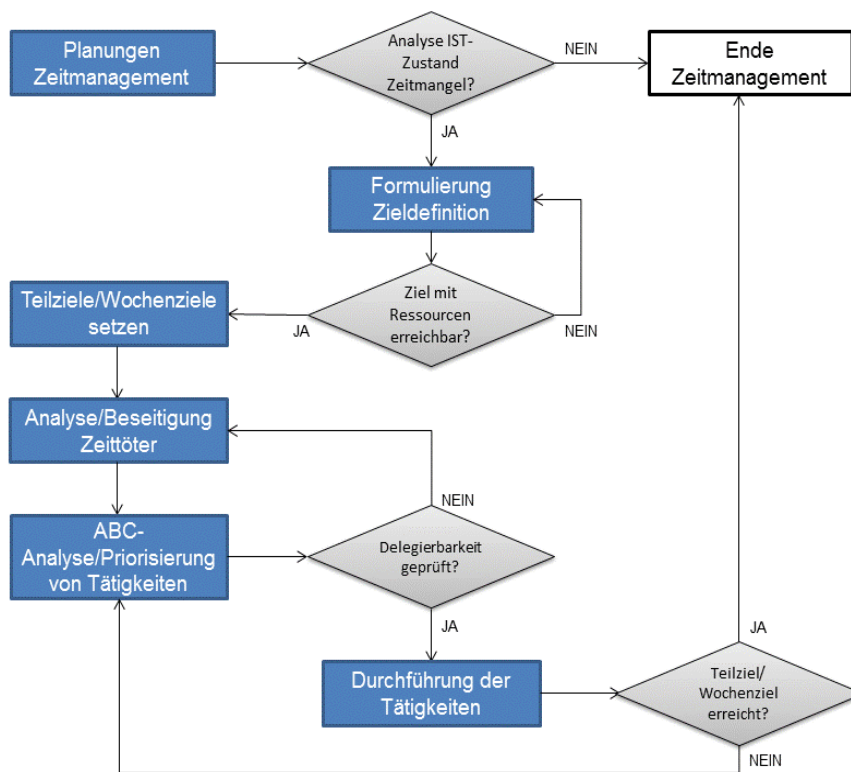 Planungen
Zeitmanagement
Analyse IST-
Zustand
Zeitmangel?
NEIN
Ende
Zeitmanagement
JA
Formulierung
Zieldefinition
Teilziele/Wochenziele
setzen
JA
Ziel mit
Ressourcen
erreichbar?
NEIN
Analyse/Beseitigung
Zeittöter
NEIN
ABC-
Analyse/Priorisierung
von Tätigkeiten
Delegierbarkeit
geprüft?
JA
JA
Durchführung der
Tätigkeiten
Teilziel/
Wochenziel
erreicht?
NEIN